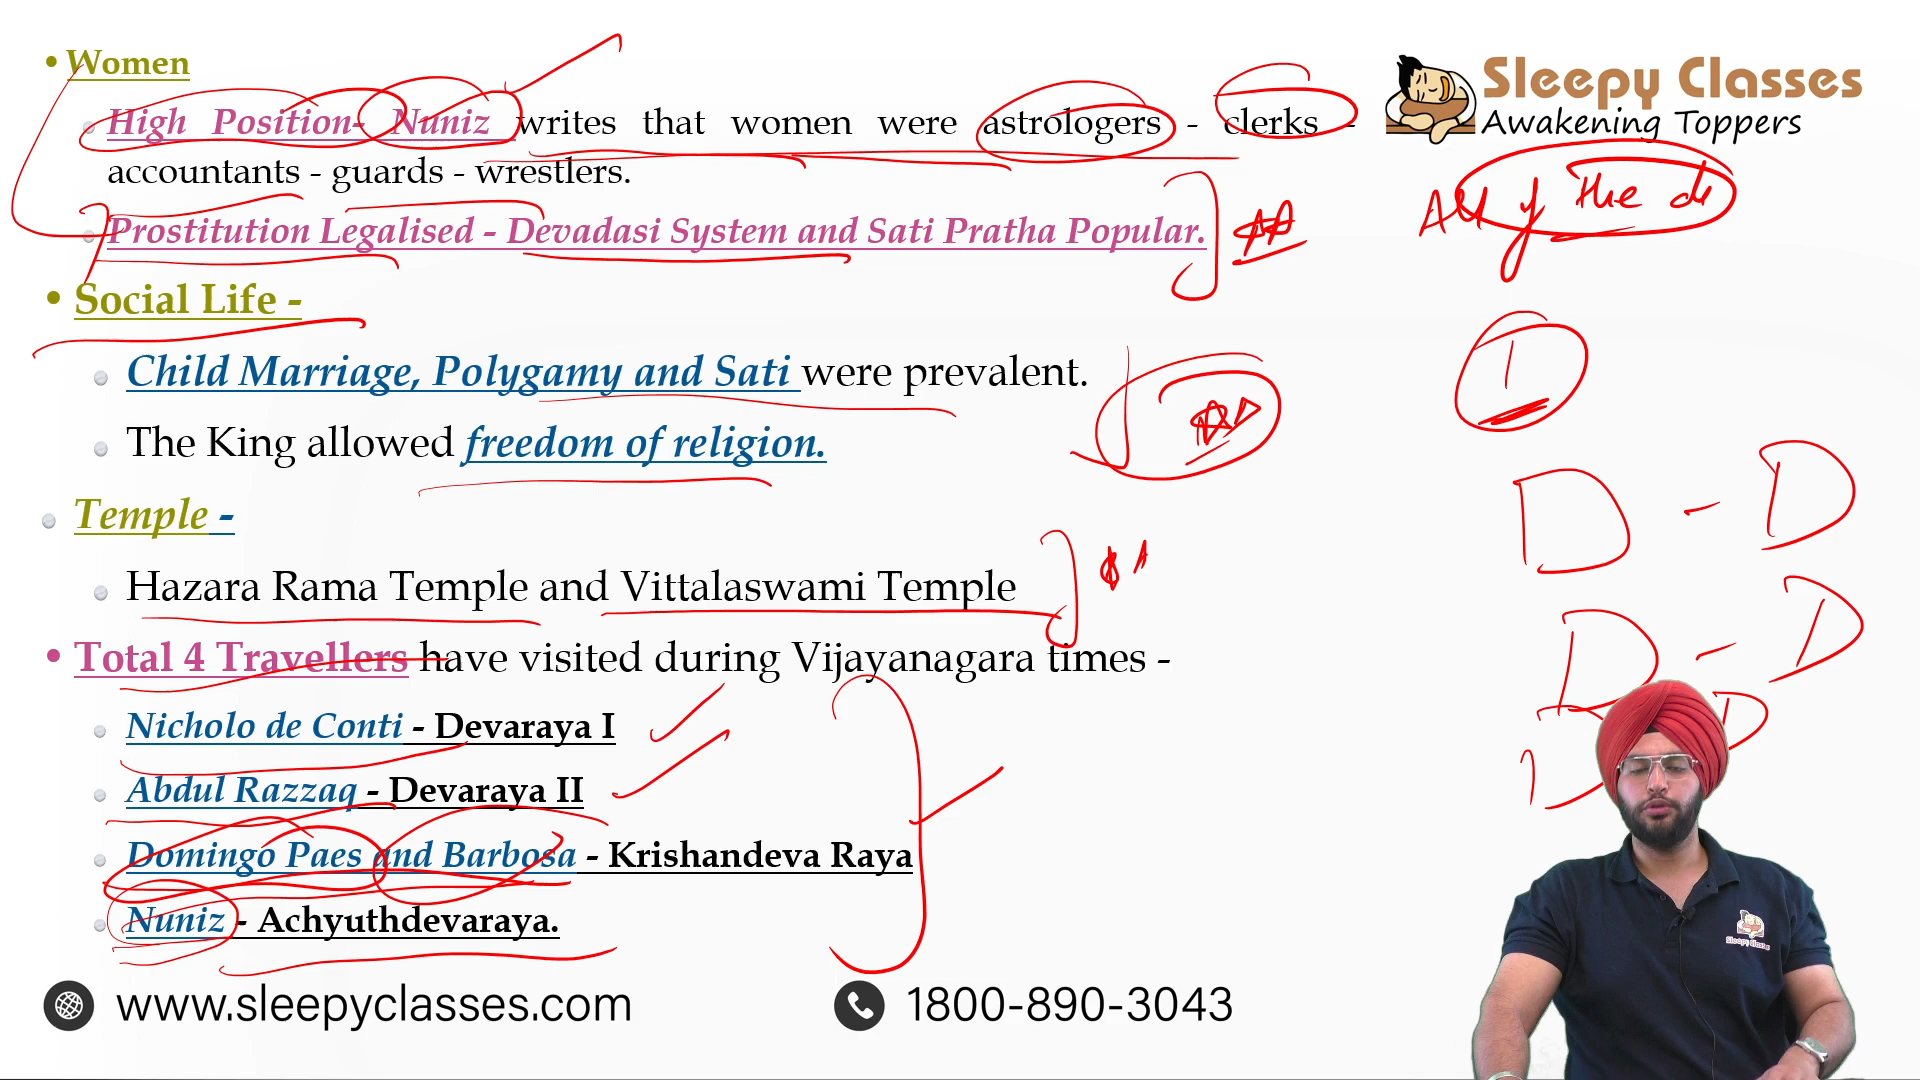 Women
High Position- Nuniz writes that women were astrologers - clerks -
accountants - guards - wrestlers.
Prostitution Legalised - Devadasi System and Sati Pratha Popular.
Social Life -
Child Marriage, Polygamy and Sati were prevalent.
The King allowed freedom of religion.
Temple -
Hazara Rama Temple and Vittalaswami Temple
Total 4 Travellers have visited during Vijayanagara times -
Nicholo de Conti - Devaraya I
Abdul Razzaq - Devaraya II
Domingo Paes and Barbosa - Krishandeva Raya
Nuniz - Achyuthdevaraya.
www.sleepyclasses.com
1800-890-3043
Sleepy Classes
Awakening Toppers
All of the
1
D - D
D - D
D
Sleepy Classes